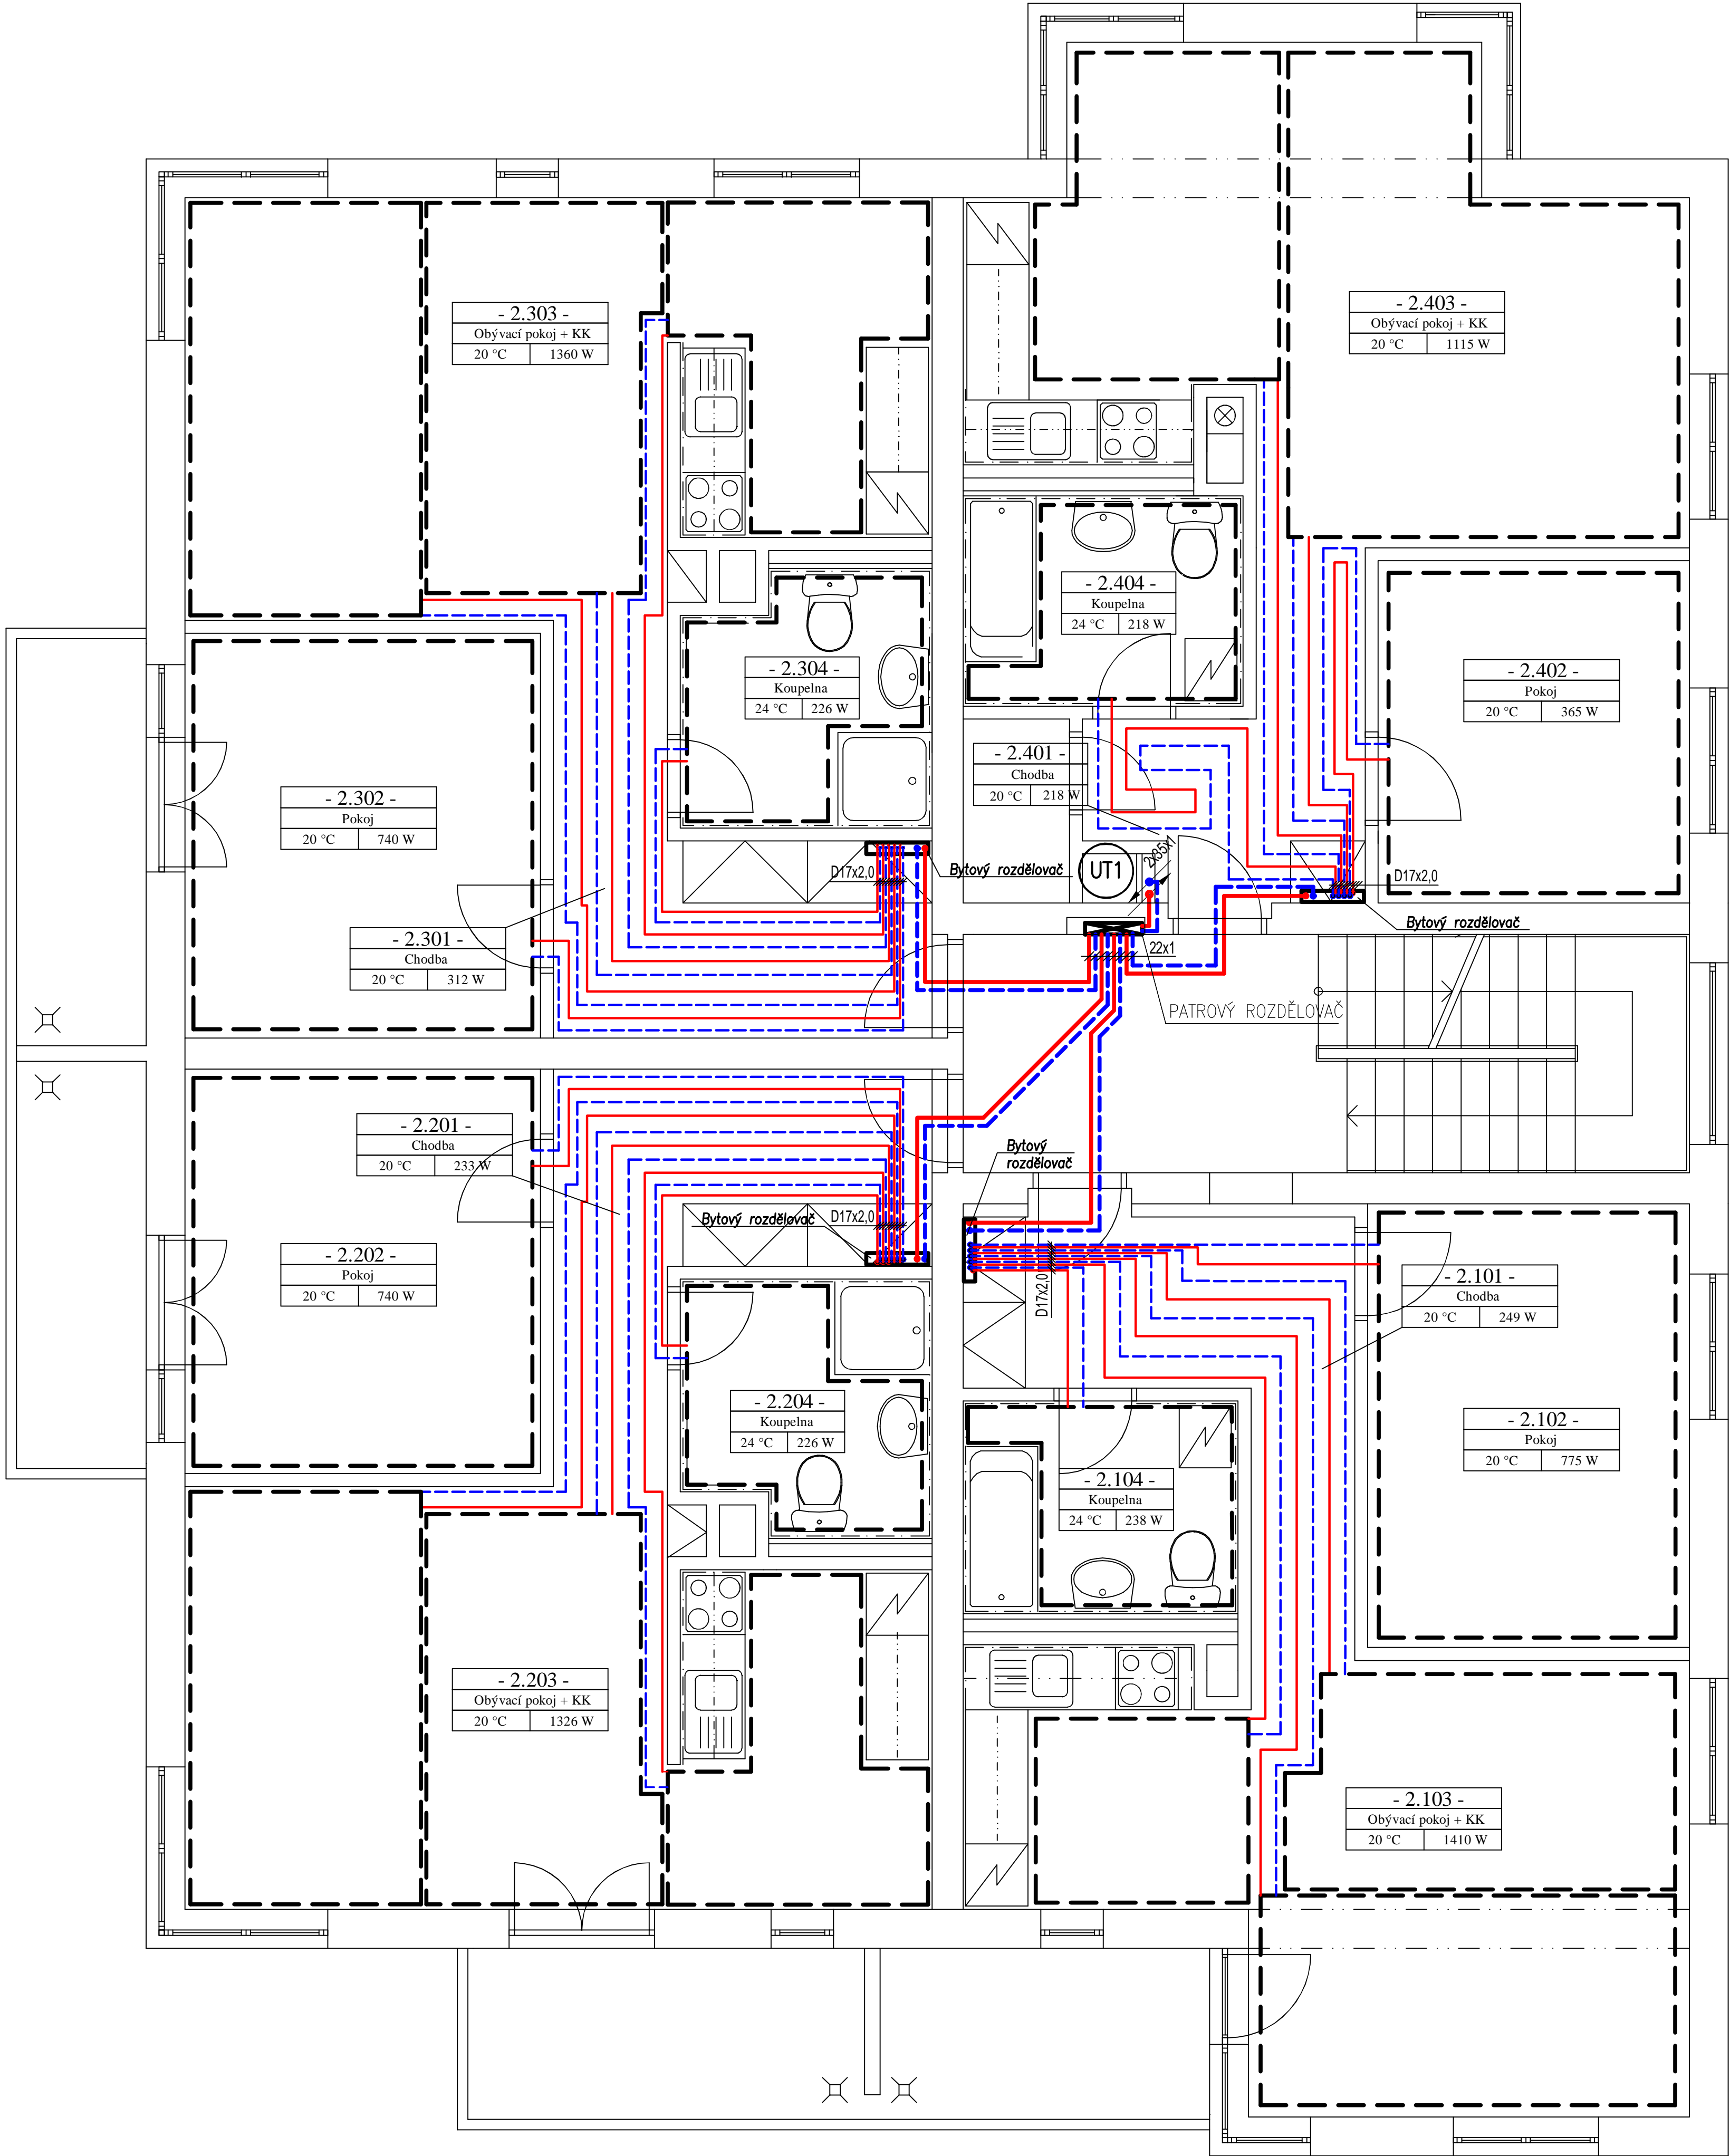 - 2.303 -
Obývací pokoj + KK
20 °C 1360 W
- 2.403 -
Obývací pokoj + KK
20 °C 1115 W
- 2.404 -
Koupelna
24 °C 218 W
- 2.304 -
Koupelna
24 °C 226 W
- 2.402 -
Pokoj
20 °C 365 W
- 2.401 -
Chodba
20 °C 218 W
- 2.302 -
Pokoj
20 °C 740 W
2x35x1
D17x2,0
Bytový rozdělovač
UT1
D17x2,0
Bytový rozdělovač
- 2.301 -
Chodba
20 °C 312 W
22x1
PATROVÝ ROZDĚLOVAČ
- 2.201 -
Chodba
20 °C 233 W
Bytový
rozdělovač
Bytový rozdělovač
D17x2,0
- 2.202 -
Pokoj
20 °C 740 W
D17x2,0
- 2.101 -
Chodba
20 °C 249 W
- 2.204 -
Koupelna
24 °C 226 W
- 2.102 -
Pokoj
20 °C 775 W
- 2.104 -
Koupelna
24 °C 238 W
- 2.203 -
Obývací pokoj + KK
20 °C 1326 W
- 2.103 -
Obývací pokoj + KK
20 °C 1410 W